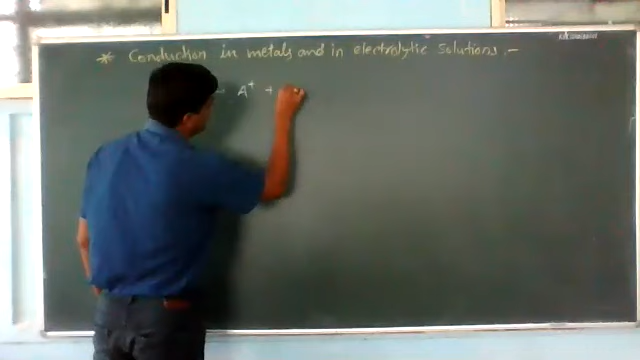 * Conduction in metals and in electrolytic solutions :-
A⁺ +